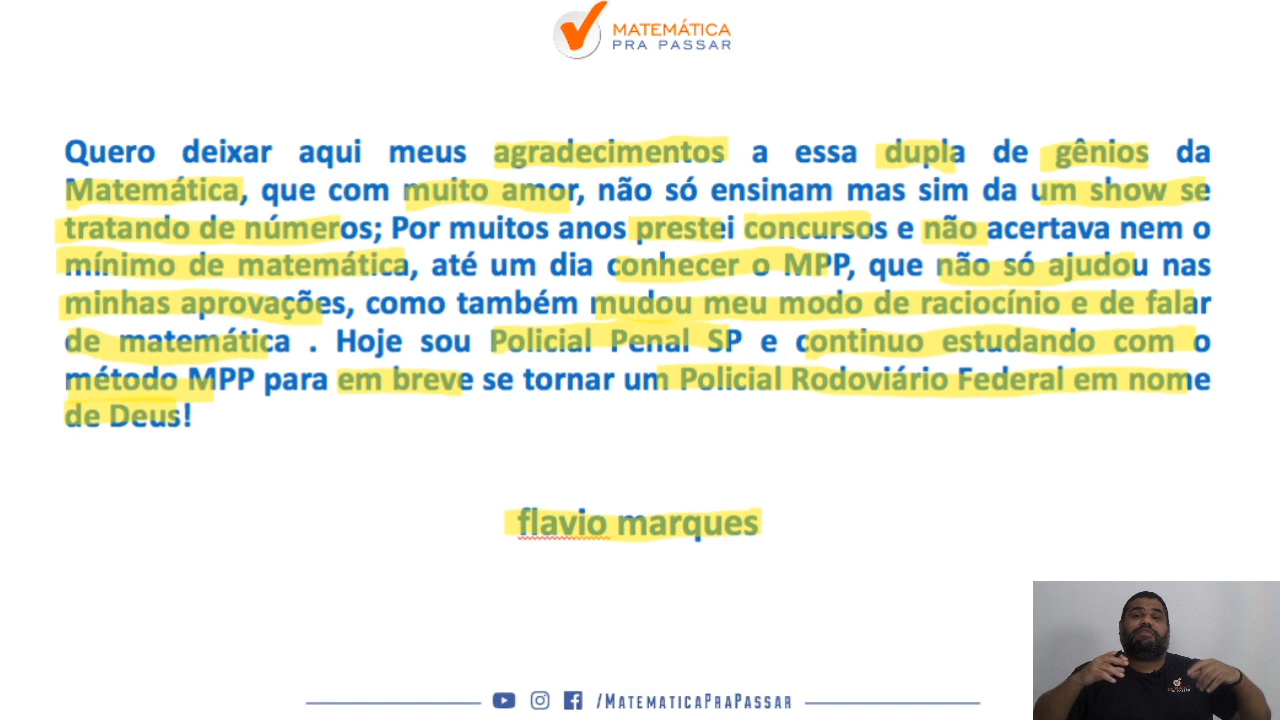 MATEMÁTICA
PRA PASSAR
Quero deixar aqui meus agradecimentos a essa dupla de gênios da
Matemática, que com muito amor, não só ensinam mas sim da um show se
tratando de números; Por muitos anos prestei concursos e não acertava nem o
mínimo de matemática, até um dia conhecer o MPP, que não só ajudou nas
minhas aprovações, como também mudou meu modo de raciocínio e de falar
de matemática . Hoje sou Policial Penal SP e continuo estudando com o
método MPP para em breve se tornar um Policial Rodoviário Federal em nome
de Deus!
flavio marques
/MATEMATICAPRAPASSAR